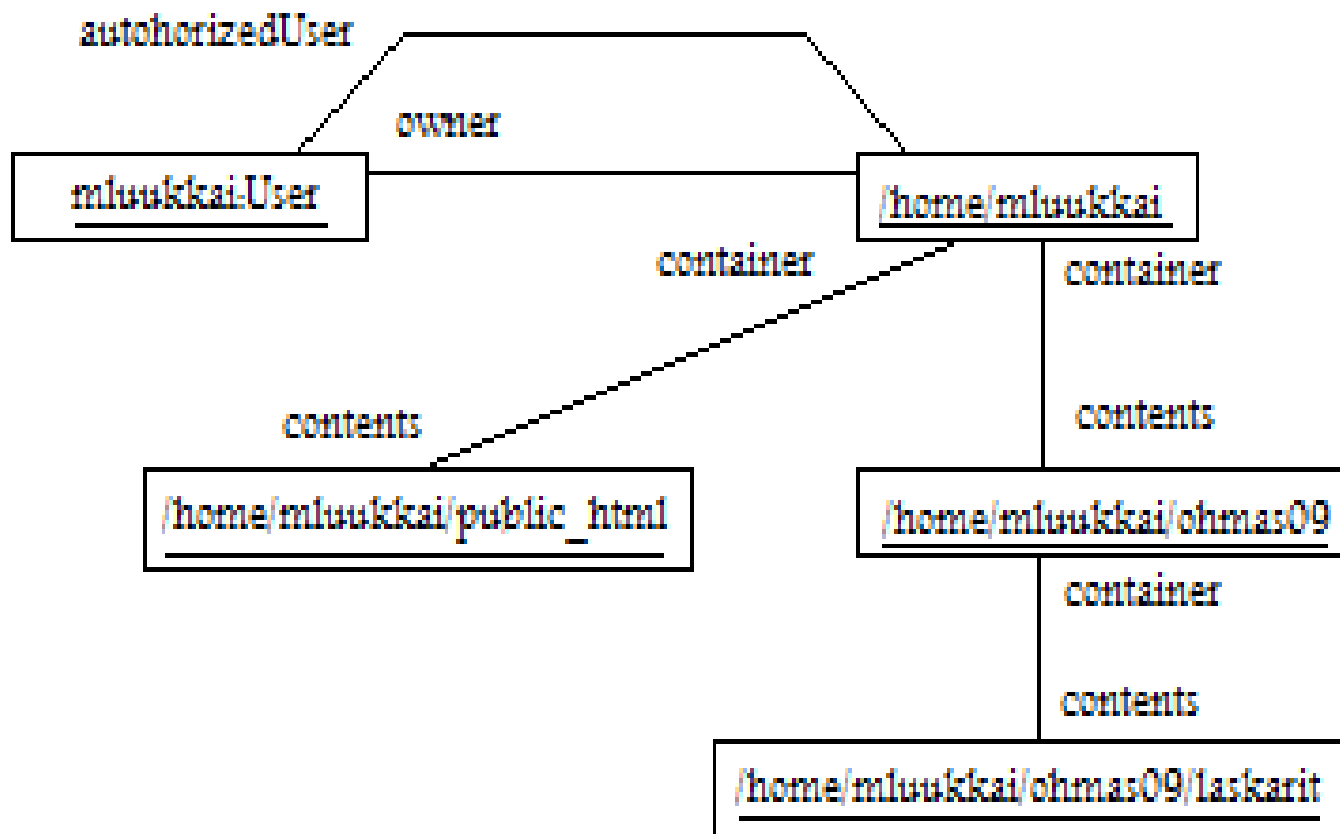 autohorizedUser
owner
mluukkai:User
/home/mluukkai
container
container
contents
contents
/home/mluukkai/public_html
/home/mluukkai/ohmas09
container
contents
/home/mluukkai/ohmas09/laskarit